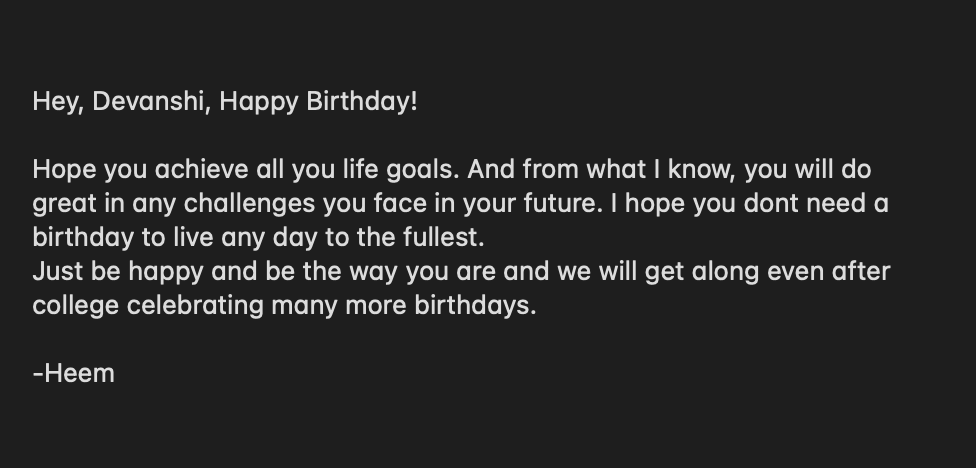 Hey, Devanshi, Happy Birthday!
Hope you achieve all you life goals. And from what I know, you will do
great in any challenges you face in your future. I hope you dont need a
birthday to live any day to the fullest.
Just be happy and be the way you are and we will get along even after
college celebrating many more birthdays.
-Heem